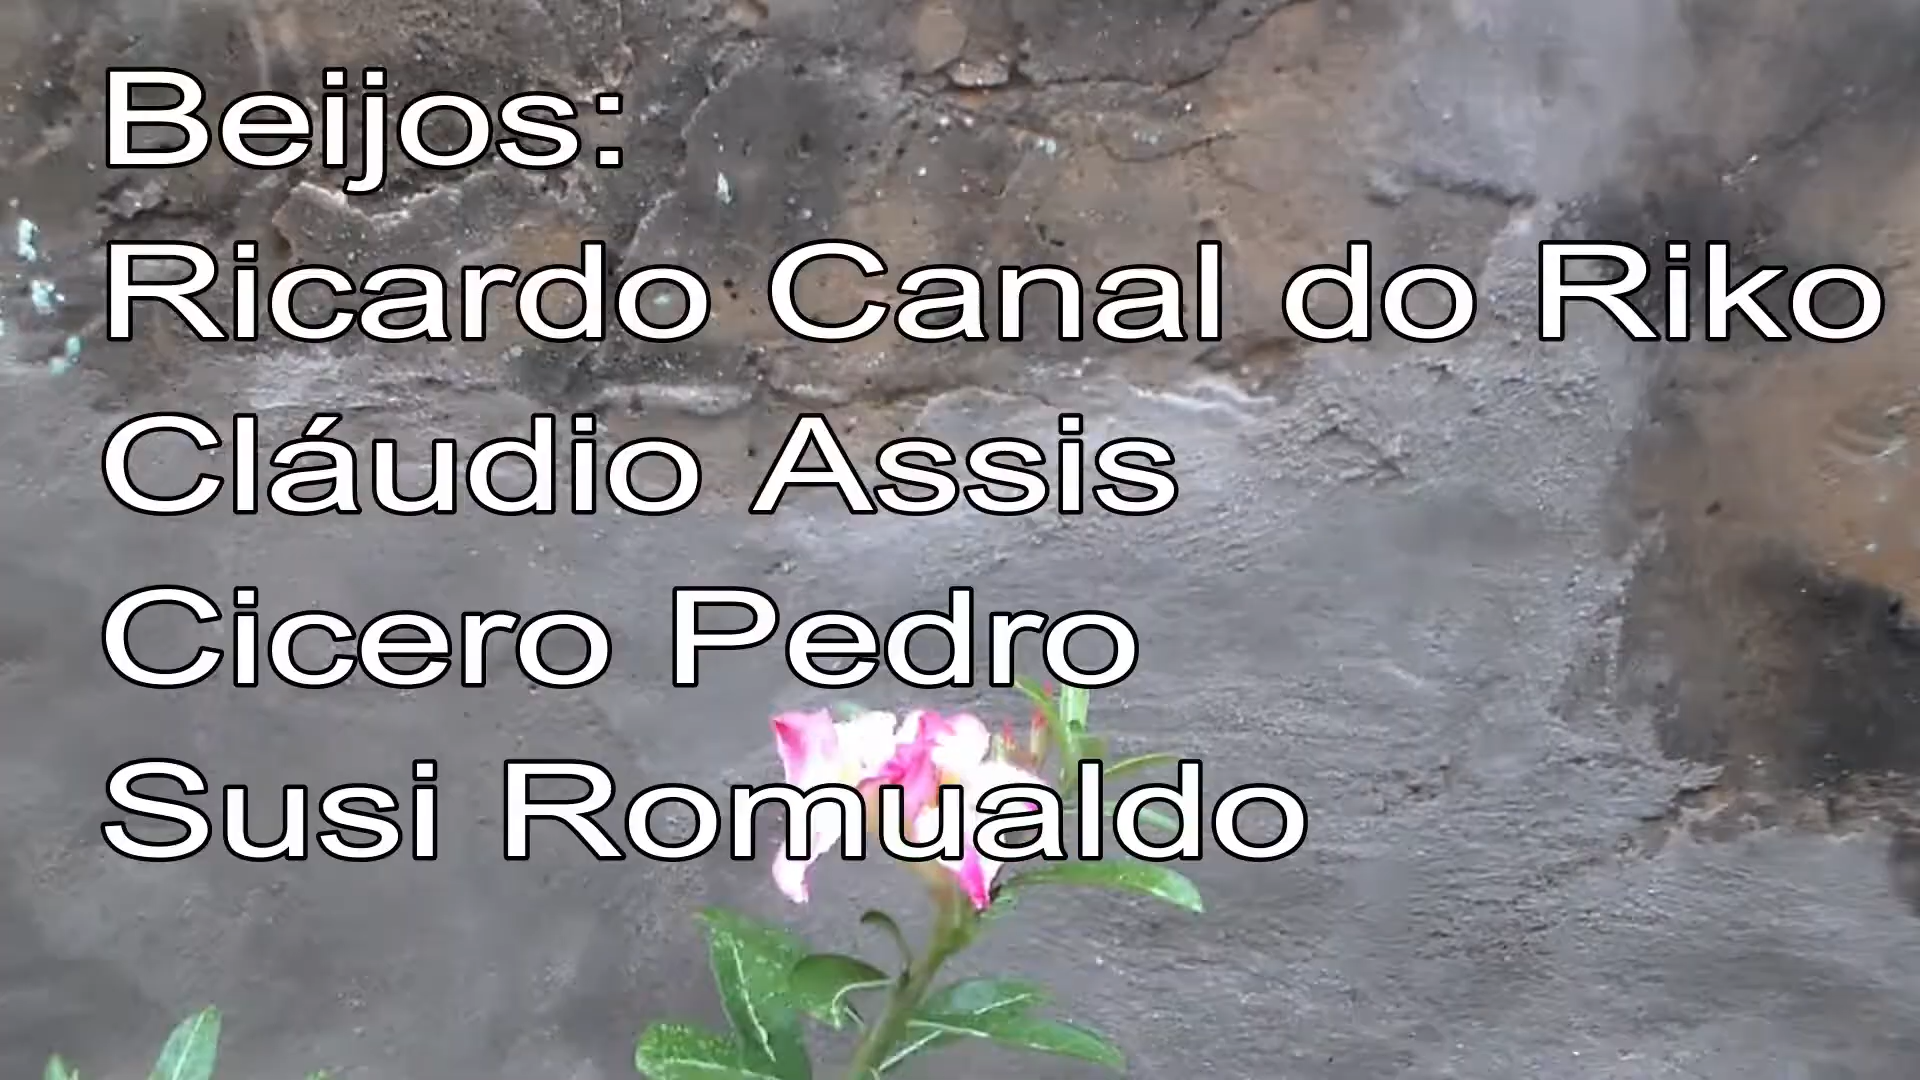 Beijos:
Ricardo Canal do Riko
Cláudio Assis
Cicero Pedro
Susi Romualdo